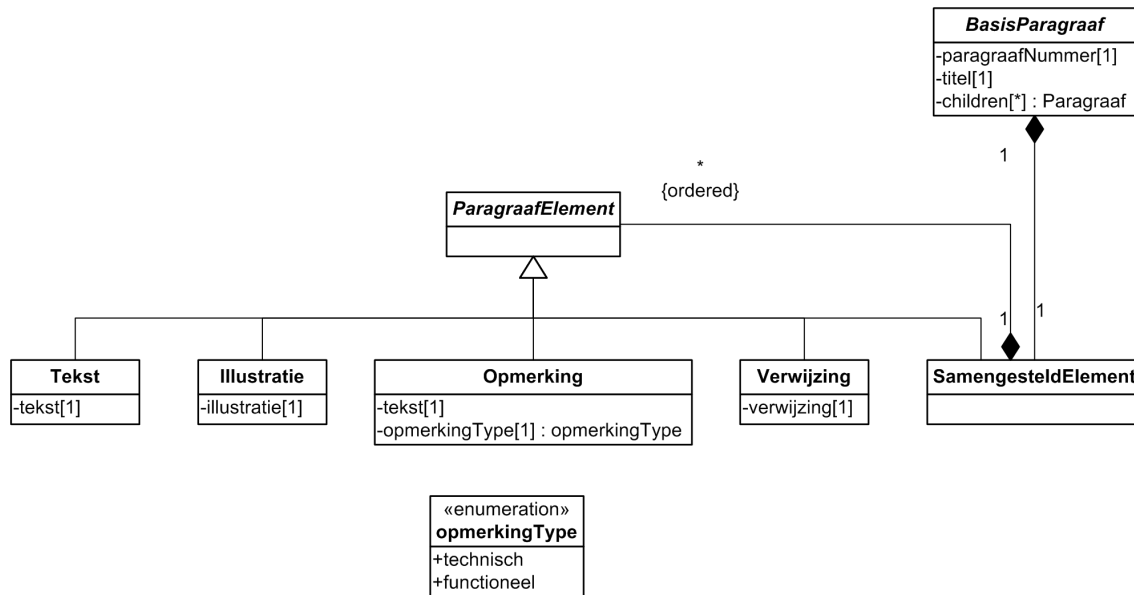 BasisParagraaf
-paragraafNummer[1]
-titel[1]
-children[*] : Paragraaf
1
*
{ordered}
ParagraafElement
1
1
Tekst
-tekst[1]
Illustratie
-illustratie[1]
Opmerking
-tekst[1]
-opmerkingType[1] : opmerkingType
Verwijzing
-verwijzing[1]
SamengesteldElement
«enumeration»
opmerkingType
+technisch
+functioneel